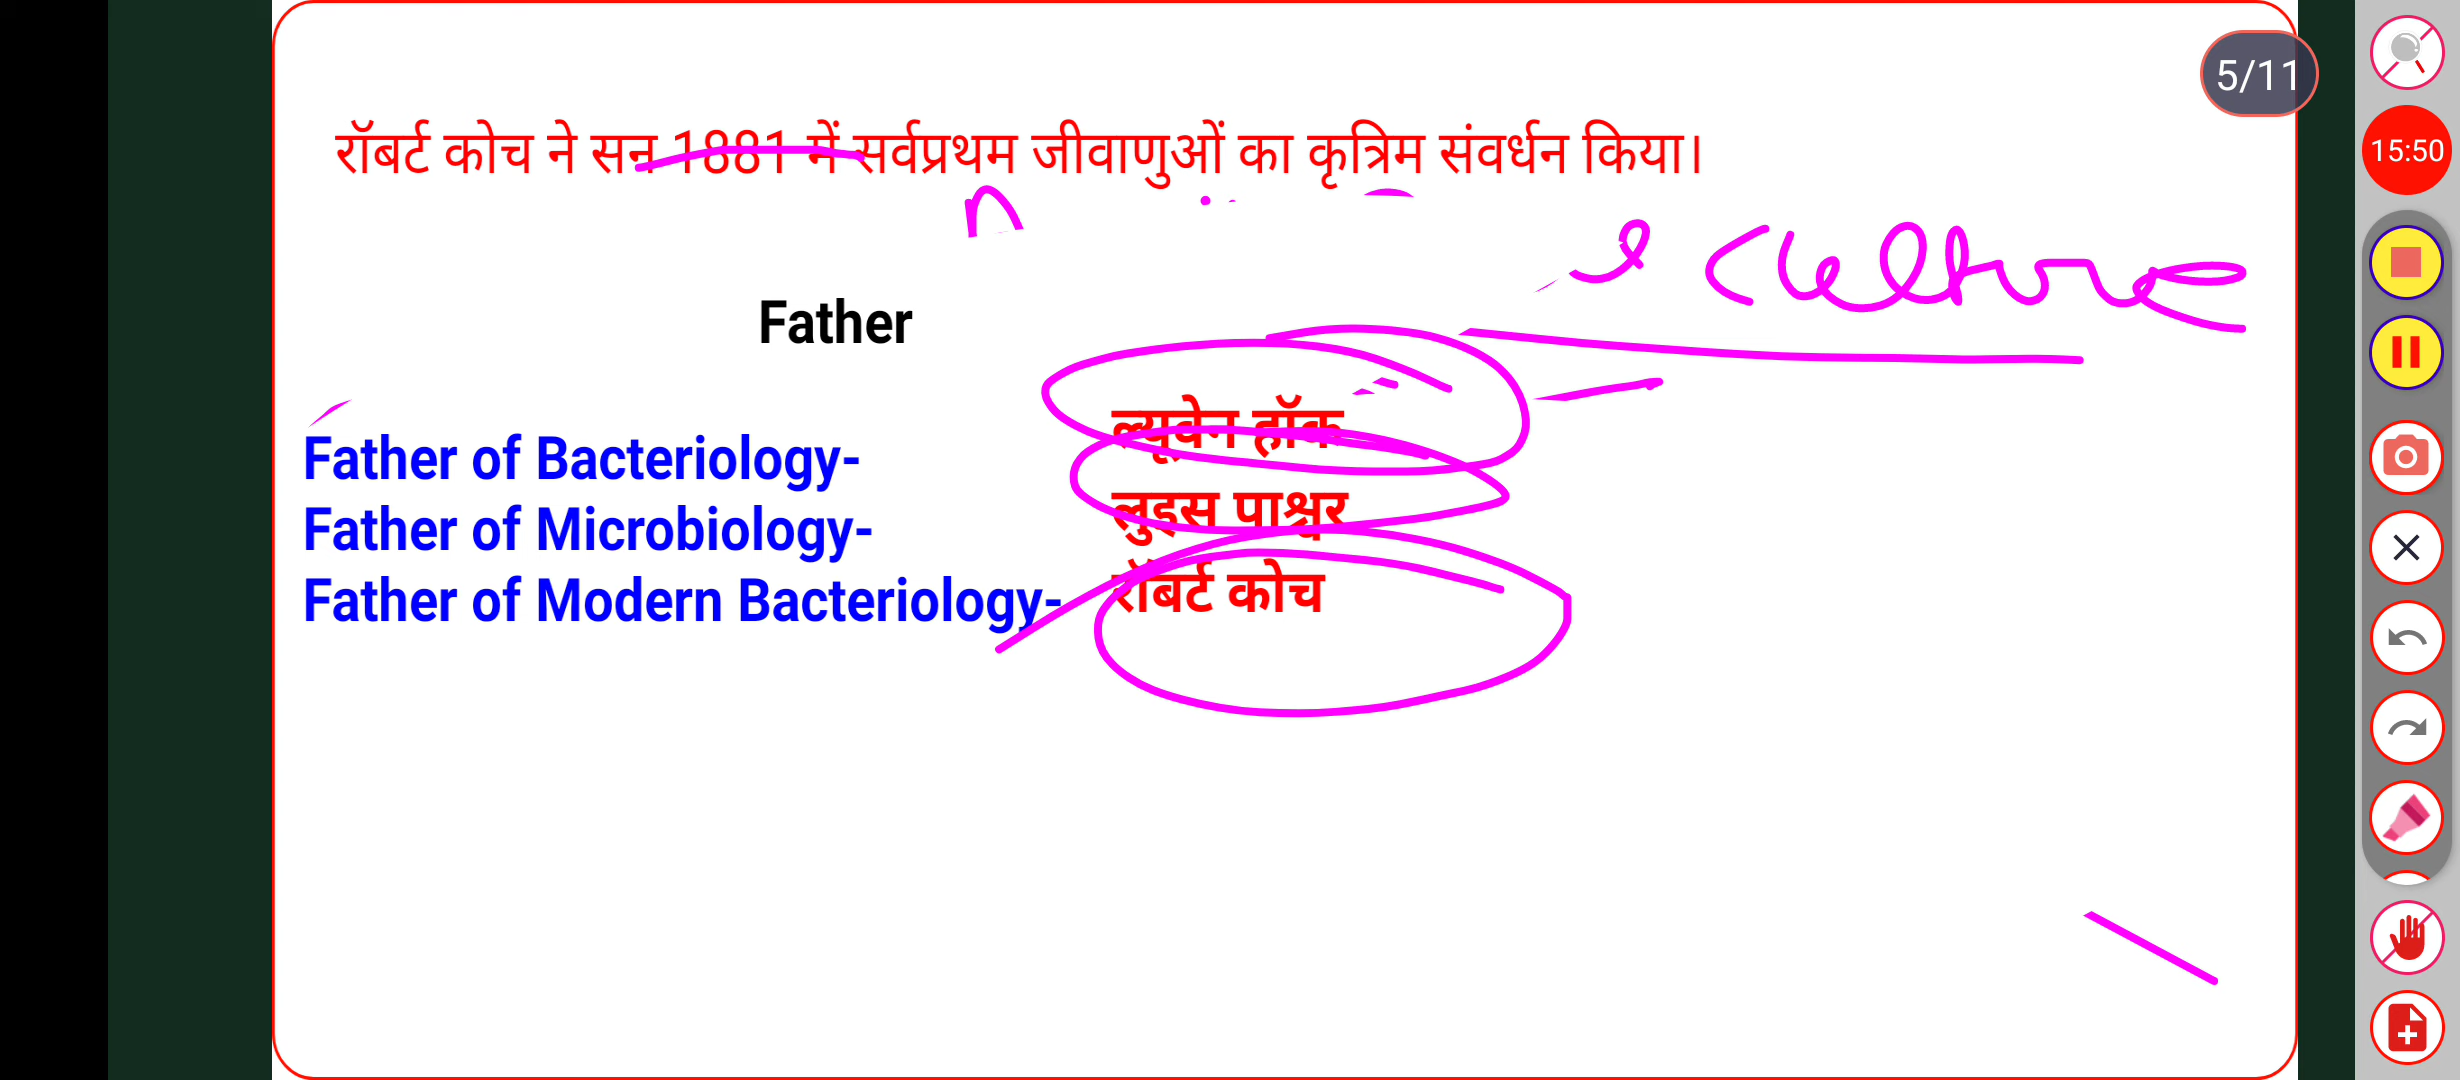 5/11
15:50
रॉबर्ट कोच ने सन 1881 में सर्वप्रथम जीवाणुओं का कृत्रिम संवर्धन किया।
Culture
Father
ल्यूवेन हॉक
Father of Bacteriology-
लुइस पाश्चर
Father of Microbiology-
रॉबर्ट कोच
Father of Modern Bacteriology-